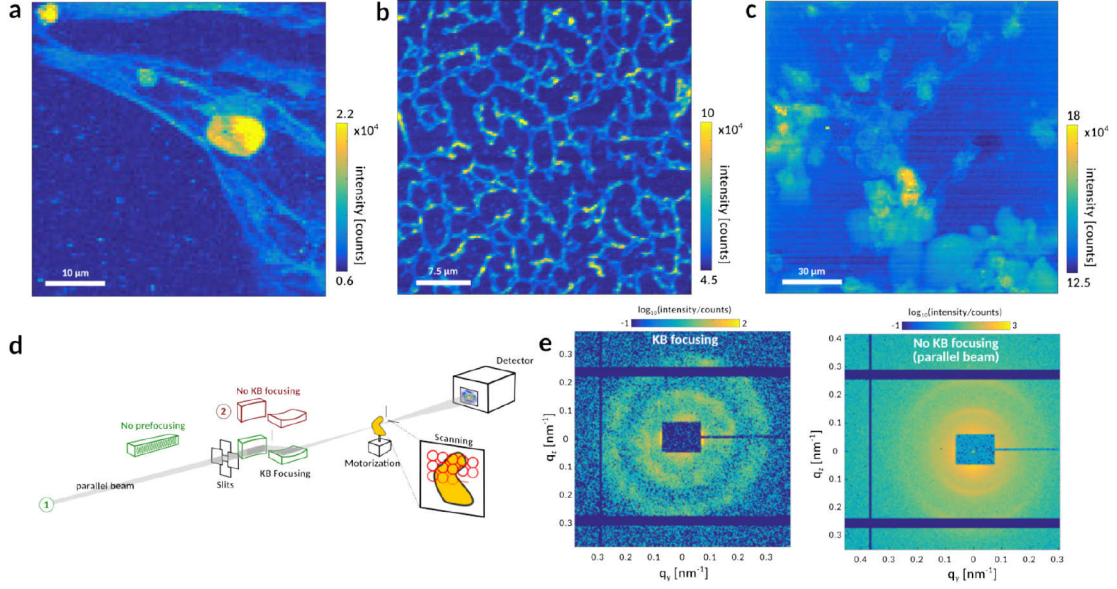 a
2.2
x10⁴
intensity [counts]
0.6
10 μm
b
10
x10⁴
intensity [counts]
4.5
7.5 μm
c
18
x10⁴
intensity [counts]
12.5
30 μm
d
No prefocusing
2
No KB focusing
Detector
Scanning
Motorization
KB Focusing
Slits
parallel beam
1
e
log₁₀(intensity/counts)
-1
2
KB focusing
0.3
0.2
0.1
0
0.1
0.2
0.3
q_z [nm⁻¹]
0.3 0.2 0.1 0 0.1 0.2 0.3
q_y [nm⁻¹]
log₁₀(intensity/counts)
-1
3
No KB focusing
(parallel beam)
0.4
0.3
0.2
0.1
0
0.1
0.2
0.3
q_z [nm⁻¹]
0.4 0.3 0.2 0.1 0 0.1 0.2 0.3
q_y [nm⁻¹]